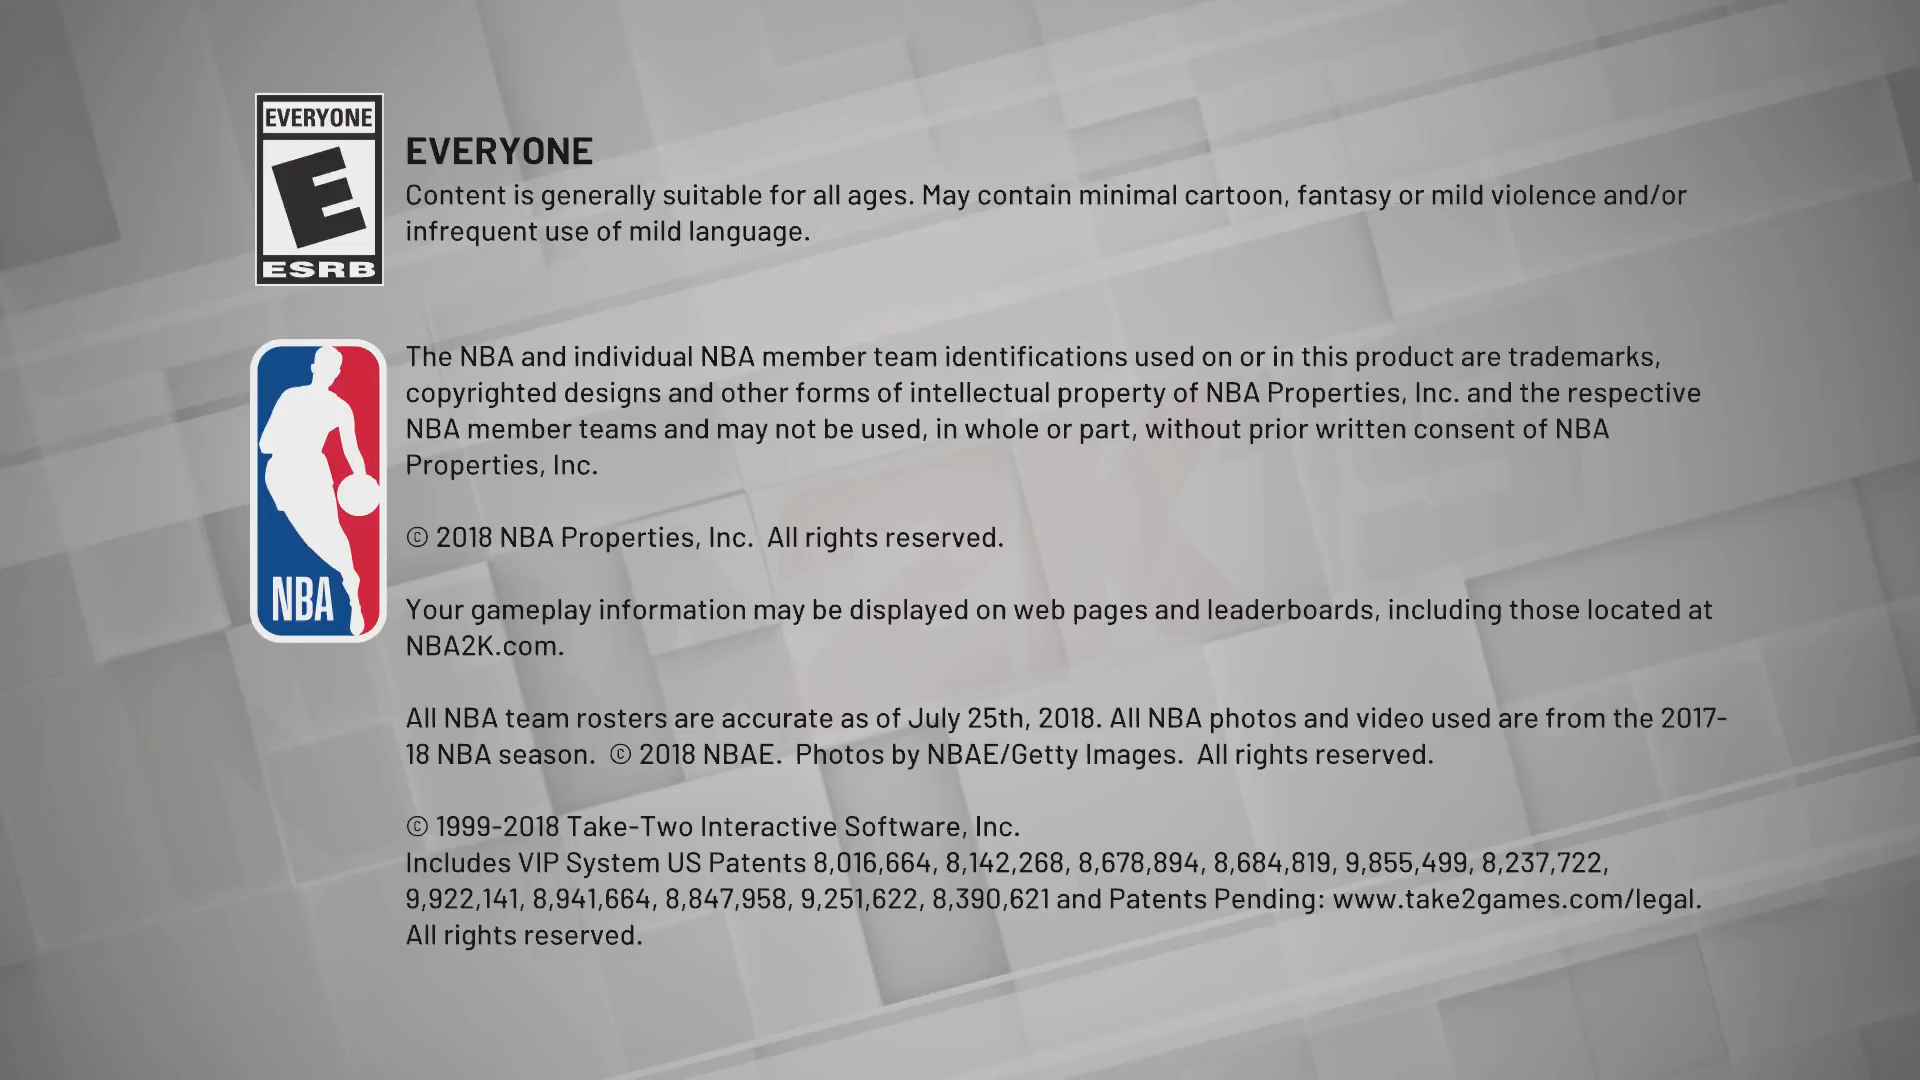 EVERYONE
E
ESRB
EVERYONE
Content is generally suitable for all ages. May contain minimal cartoon, fantasy or mild violence and/or
infrequent use of mild language.
NBA
The NBA and individual NBA member team identifications used on or in this product are trademarks,
copyrighted designs and other forms of intellectual property of NBA Properties, Inc. and the respective
NBA member teams and may not be used, in whole or part, without prior written consent of NBA
Properties, Inc.
© 2018 NBA Properties, Inc.  All rights reserved.
Your gameplay information may be displayed on web pages and leaderboards, including those located at
NBA2K.com.
All NBA team rosters are accurate as of July 25th, 2018. All NBA photos and video used are from the 2017-
18 NBA season.  © 2018 NBAE.  Photos by NBAE/Getty Images.  All rights reserved.
© 1999-2018 Take-Two Interactive Software, Inc.
Includes VIP System US Patents 8,016,664, 8,142,268, 8,678,894, 8,684,819, 9,855,499, 8,237,722,
9,922,141, 8,941,664, 8,847,958, 9,251,622, 8,390,621 and Patents Pending: www.take2games.com/legal.
All rights reserved.
2K19